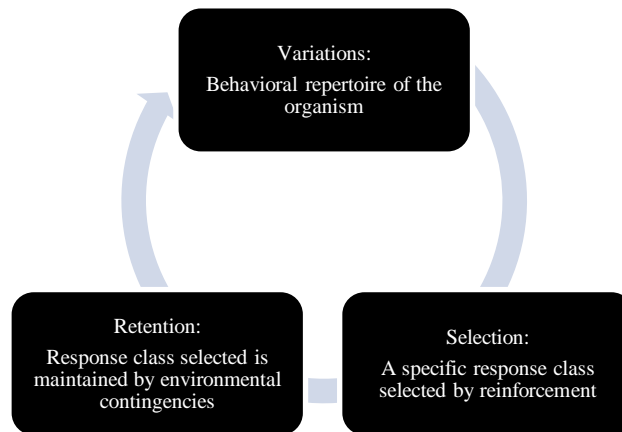 Variations:
Behavioral repertoire of the
organism
Retention:
Response class selected is
maintained by environmental
contingencies
Selection:
A specific response class
selected by reinforcement